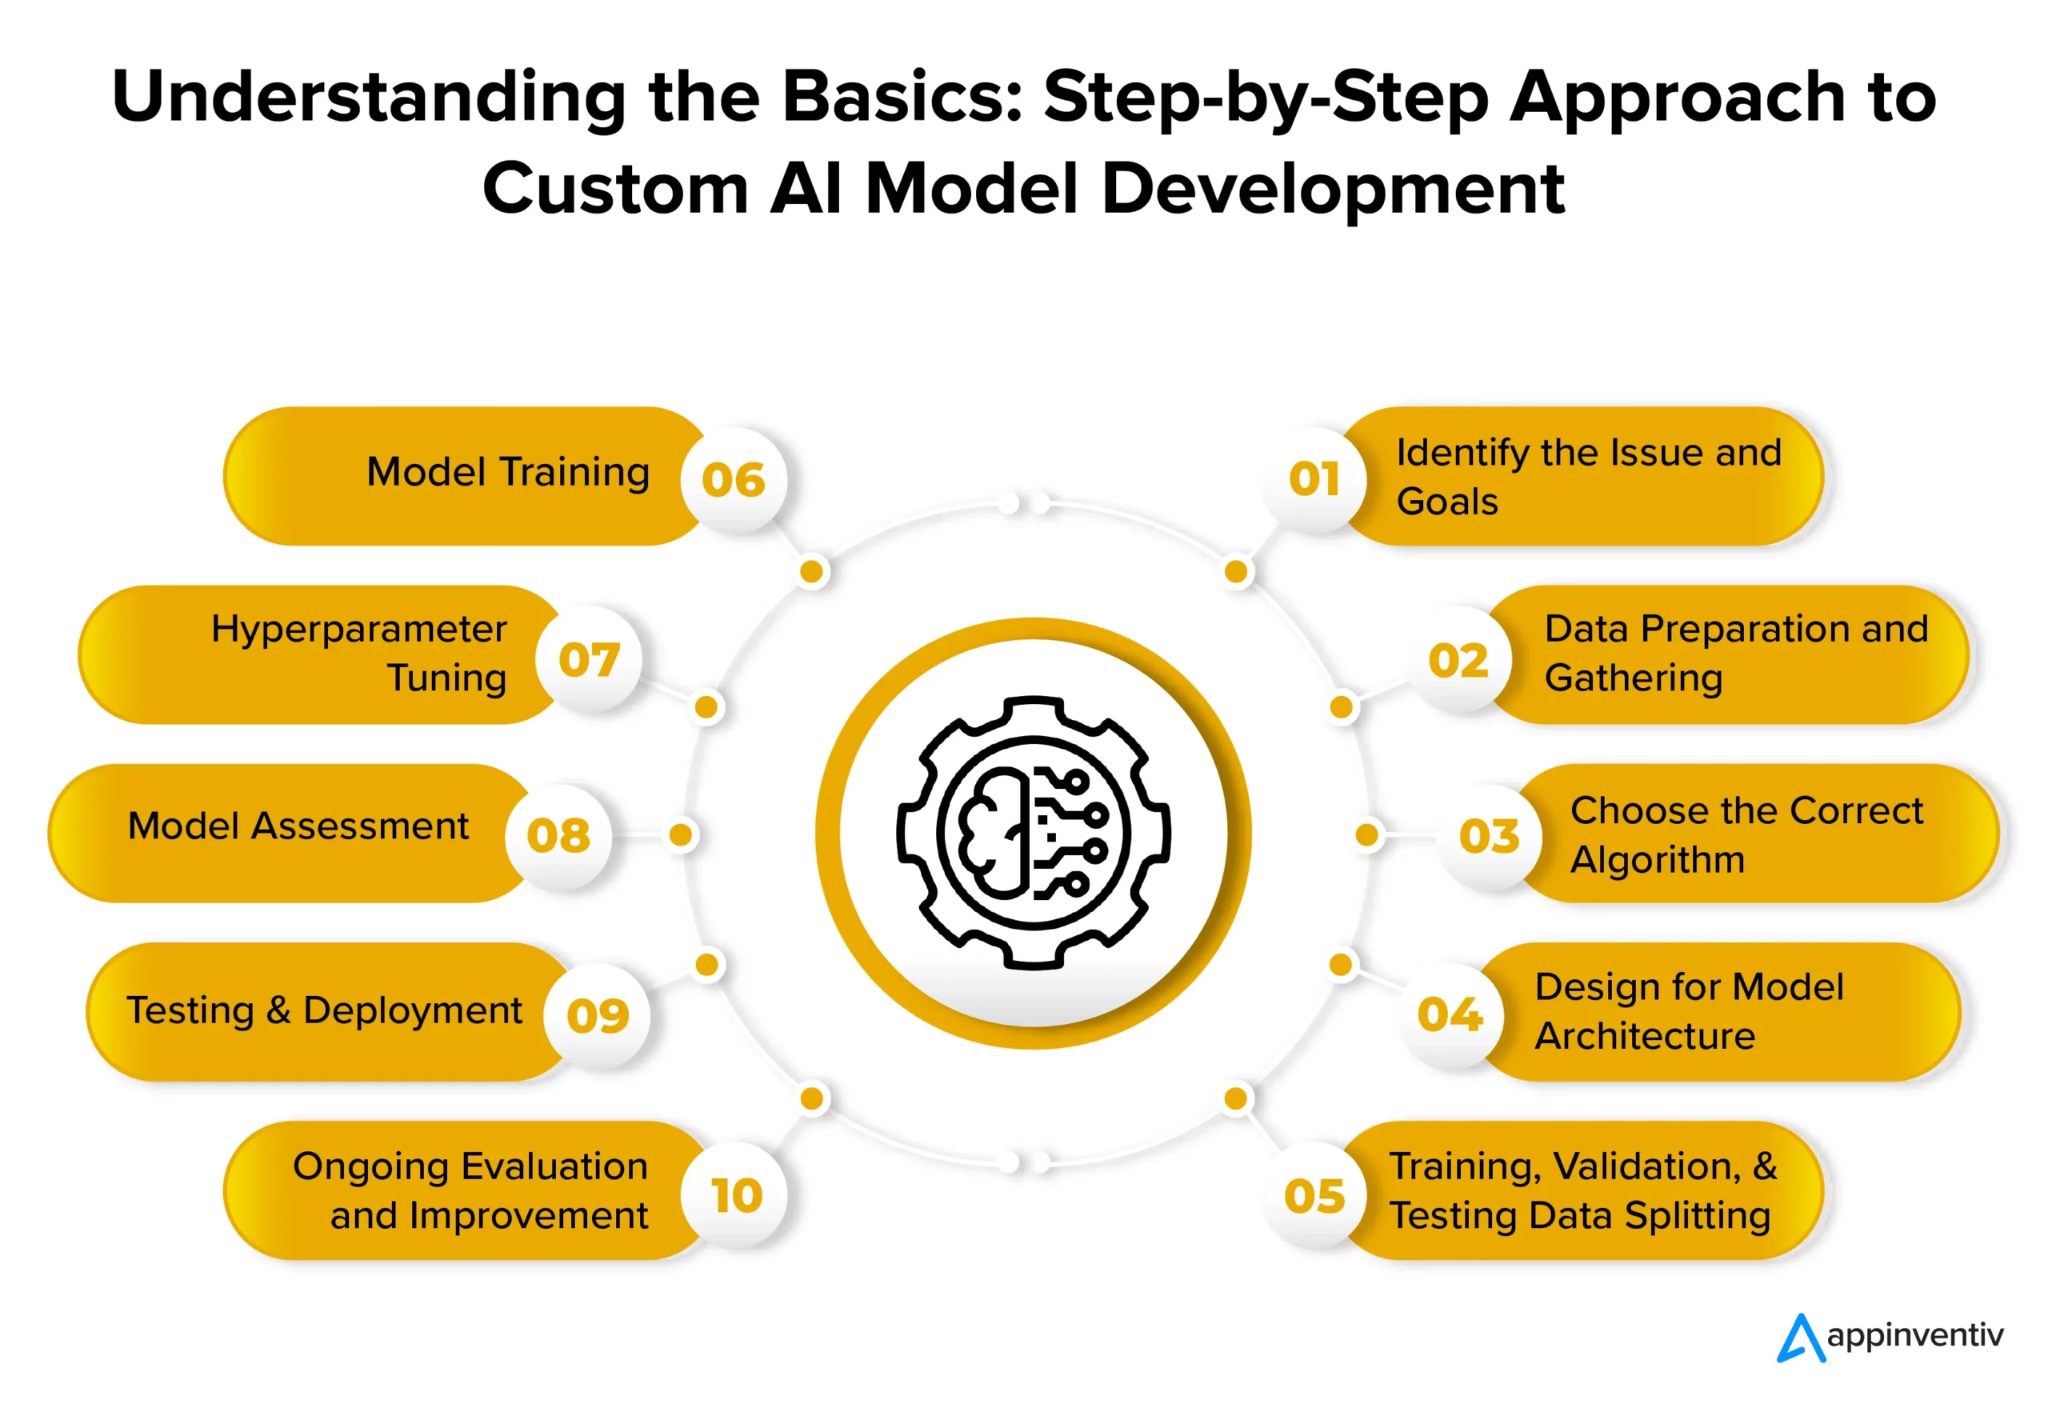 Understanding the Basics: Step-by-Step Approach to
Custom AI Model Development
01
Identify the Issue and
Goals
02
Data Preparation and
Gathering
03
Choose the Correct
Algorithm
04
Design for Model
Architecture
05
Training, Validation, &
Testing Data Splitting
Model Training
06
Hyperparameter
Tuning
07
Model Assessment
08
Testing & Deployment
09
Ongoing Evaluation
and Improvement
10
appinventiv